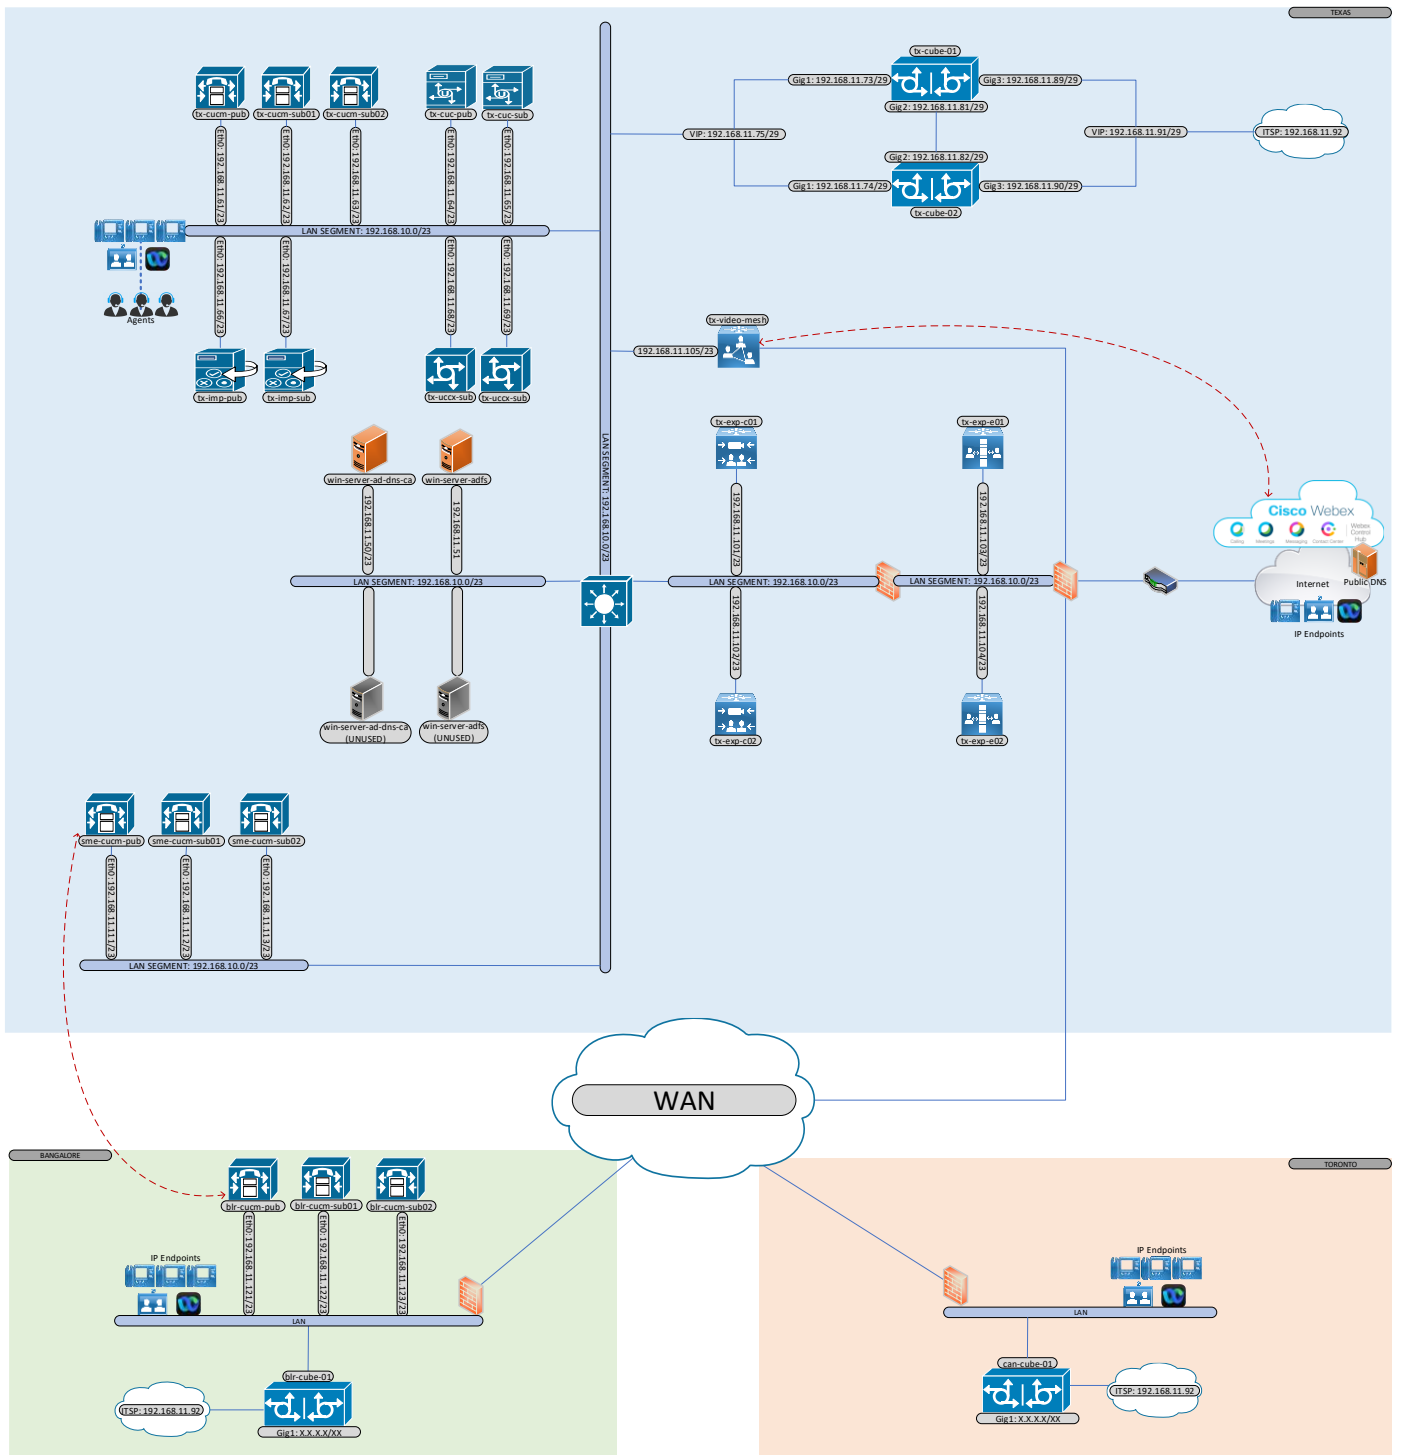 TEXAS
tx-cube-01
Gig1: 192.168.11.73/29
Gig3: 192.168.11.89/29
Gig2: 192.168.11.81/29
VIP: 192.168.11.75/29
VIP: 192.168.11.91/29
ITSP: 192.168.11.92
Gig2: 192.168.11.82/29
Gig1: 192.168.11.74/29
Gig3: 192.168.11.90/29
tx-cube-02
tx-cucm-pub
tx-cucm-sub01
tx-cucm-sub02
tx-cuc-pub
tx-cuc-sub
Eth0: 192.168.11.61/23
Eth0:192.168.11.62/23
Eth0: 192.168.11.63/23
Eth0: 192.168.11.64/23
Eth0: 192.168.11.65/23
LAN SEGMENT: 192.168.10.0/23
Agents
Eth0: 192.168.11.66/23
Eth0: 192.168.11.67/23
Eth0: 192.168.11.68/23
Eth0: 192.168.11.69/23
tx-imp-pub
tx-imp-sub
tx-uccx-sub
tx-uccx-sub
tx-video-mesh
192.168.11.105/23
LAN SEGMENT: 192.168.10.0/23
win-server-ad-dns-ca
win-server-adfs
192.168.11.50/23
192.168.11.51
LAN SEGMENT: 192.168.10.0/23
win-server-ad-dns-ca
(UNUSED)
win-server-adfs
(UNUSED)
tx-exp-c01
tx-exp-e01
192.168.11.101/23
192.168.11.103/23
LAN SEGMENT: 192.168.10.0/23
LAN SEGMENT: 192.168.10.0/23
192.168.11.102/23
192.168.11.104/23
tx-exp-c02
tx-exp-e02
Cisco Webex
Calling
Meetings
Messaging
Contact Center
Webex
Control
Hub
Internet
Public DNS
IP Endpoints
sme-cucm-pub
sme-cucm-sub01
sme-cucm-sub02
Eth0: 192.168.11.111/23
Eth0: 192.168.11.112/23
Eth0: 192.168.11.113/23
LAN SEGMENT: 192.168.10.0/23
WAN
BANGALORE
blr-cucm-pub
blr-cucm-sub01
blr-cucm-sub02
Eth0: 192.168.11.121/23
Eth0: 192.168.11.122/23
Eth0: 192.168.11.123/23
IP Endpoints
LAN
blr-cube-01
ITSP: 192.168.11.92
Gig1: X.X.X.X/XX
TORONTO
IP Endpoints
LAN
can-cube-01
ITSP: 192.168.11.92
Gig1: X.X.X.X/XX